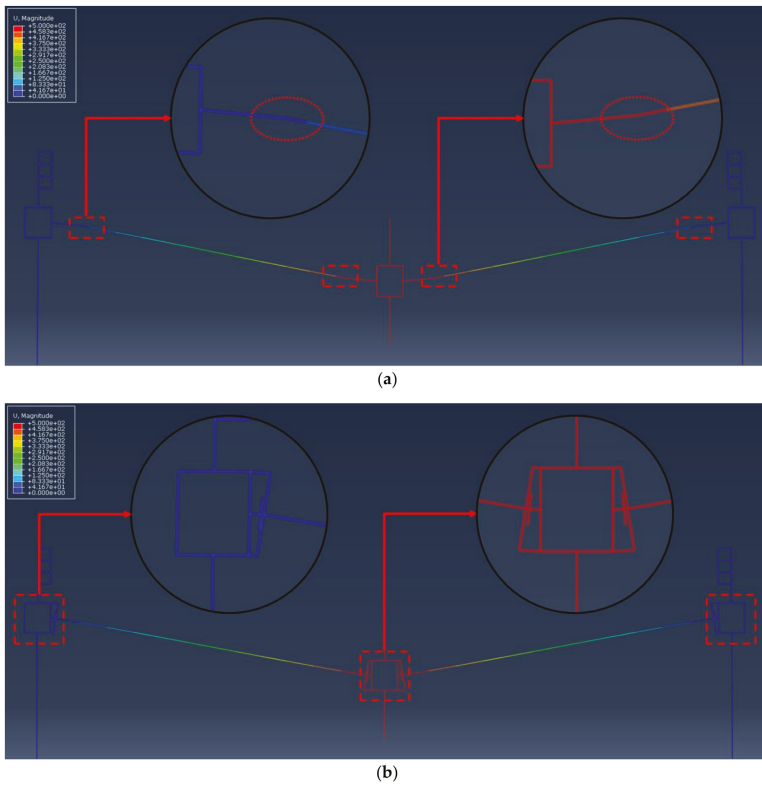 U, Magnitude
+5.000e+02
+4.583e+02
+4.167e+02
+3.750e+02
+3.333e+02
+2.917e+02
+2.500e+02
+2.083e+02
+1.667e+02
+1.250e+02
+8.333e+01
+4.167e+01
+0.000e+00
(a)
U, Magnitude
+5.000e+02
+4.583e+02
+4.167e+02
+3.750e+02
+3.333e+02
+2.917e+02
+2.500e+02
+2.083e+02
+1.667e+02
+1.250e+02
+8.333e+01
+4.167e+01
+0.000e+00
(b)